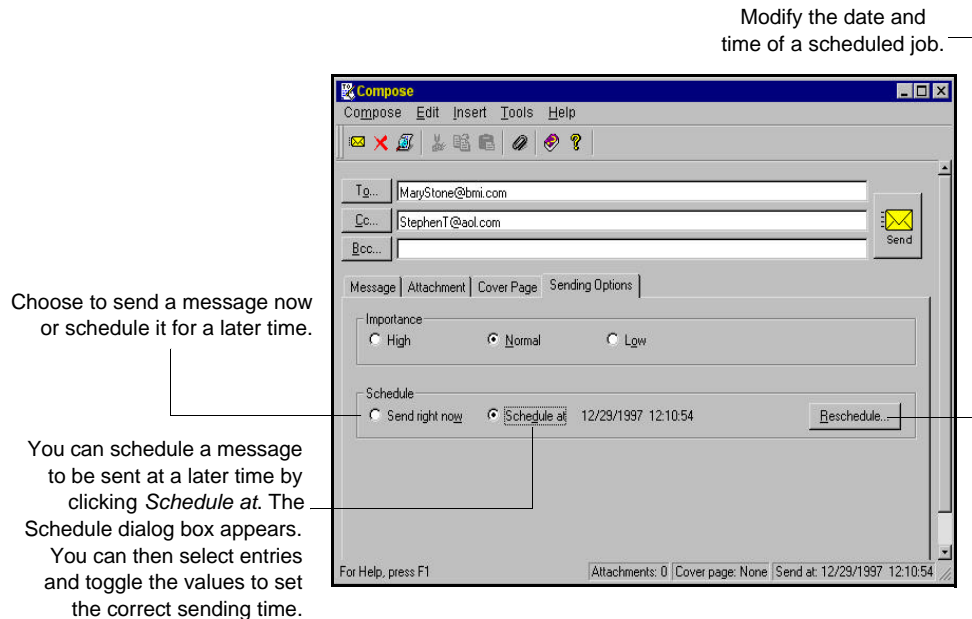 Modify the date and
time of a scheduled job.
Compose
Compose Edit Insert Tools Help
To... MaryStone@bmi.com
Cc... StephenT@aol.com
Bcc...
Send
Message Attachment Cover Page Sending Options
Choose to send a message now
or schedule it for a later time.
Importance
High Normal Low
Schedule
Send right now Schedule at 12/29/1997 12:10:54 Reschedule...
You can schedule a message
to be sent at a later time by
clicking Schedule at. The
Schedule dialog box appears.
You can then select entries
and toggle the values to set
the correct sending time.
For Help, press F1 Attachments: 0 Cover page: None Send at: 12/29/1997 12:10:54